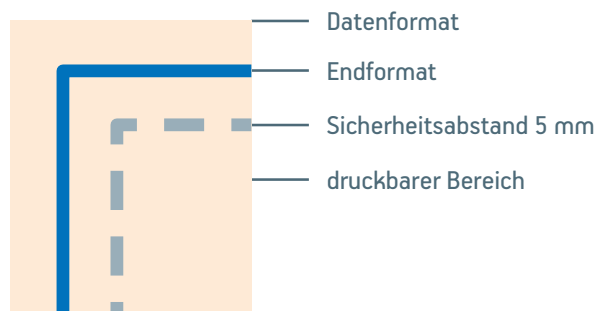 Datenformat
Endformat
Sicherheitsabstand 5 mm
druckbarer Bereich